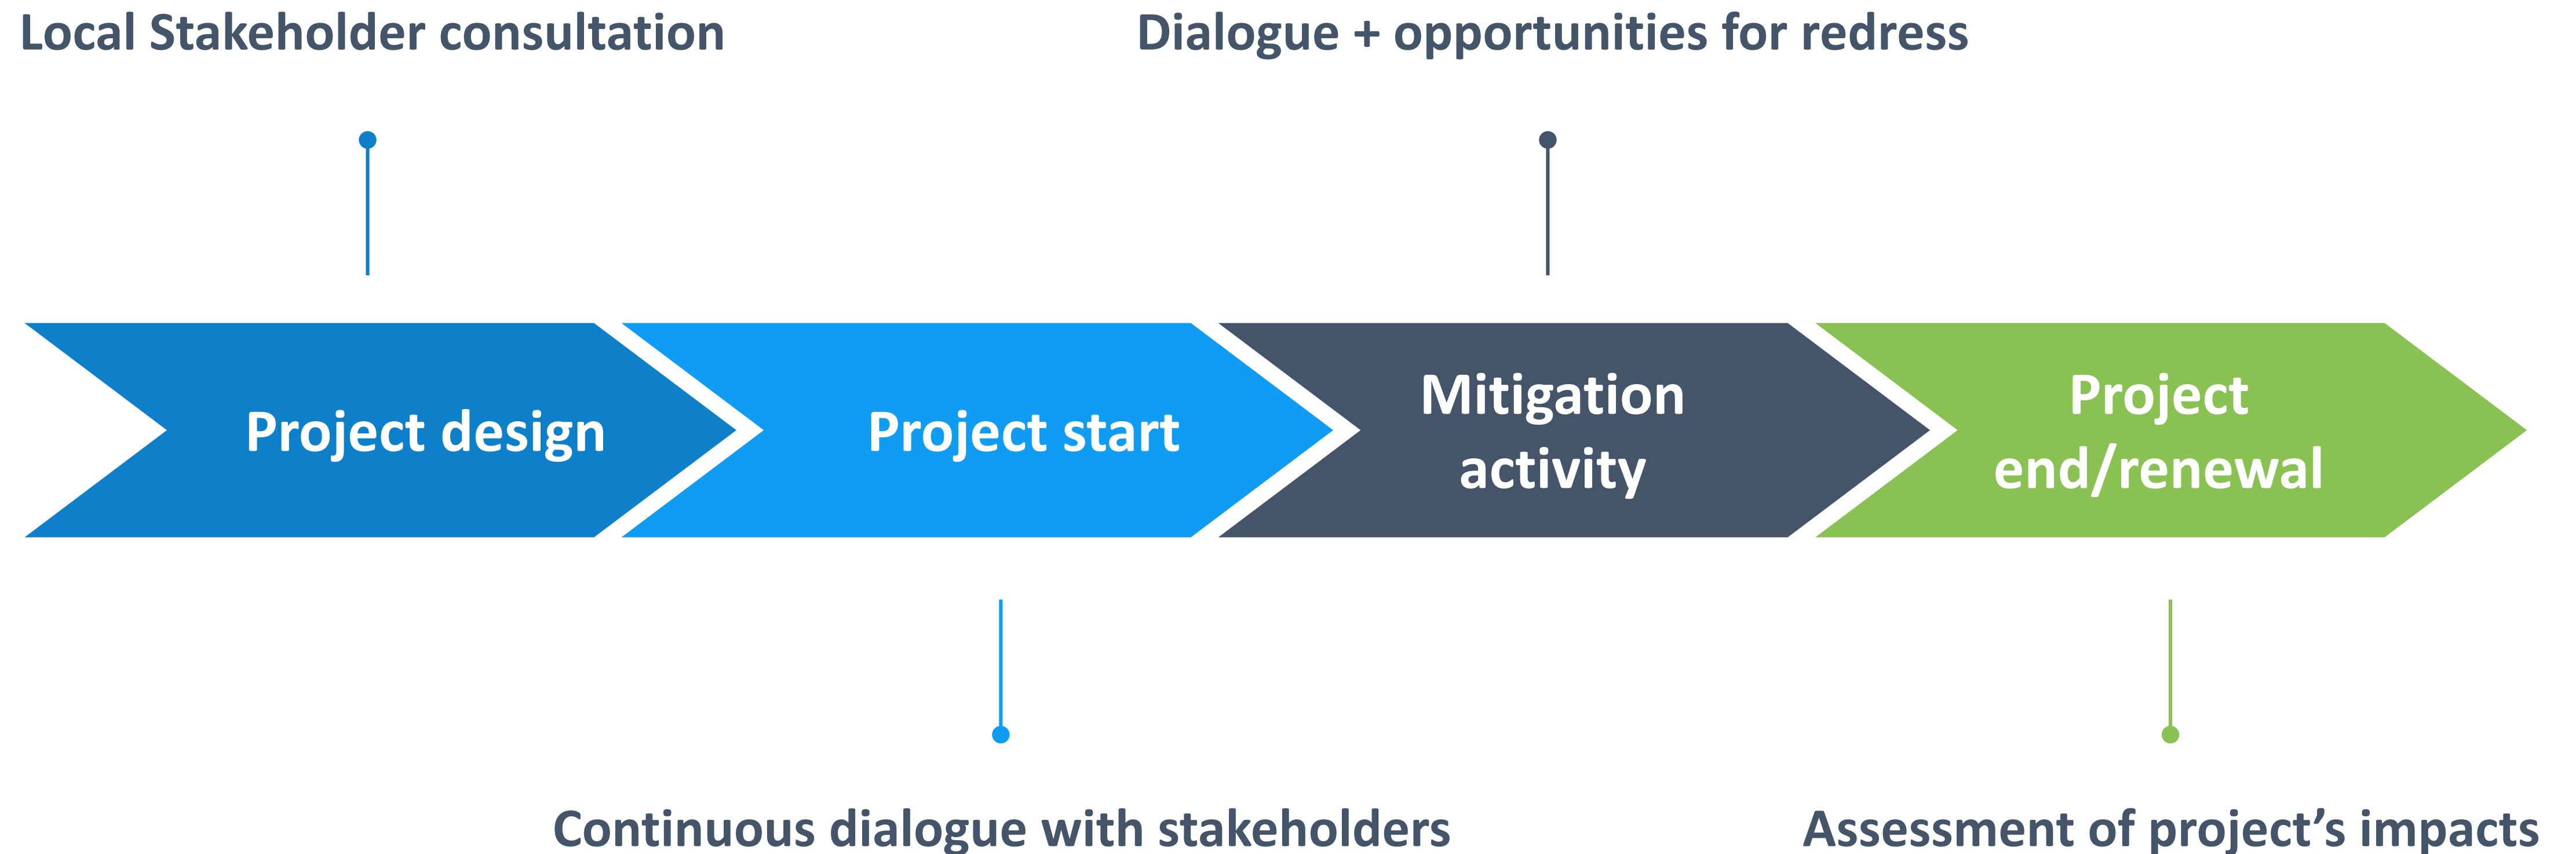 Local Stakeholder consultation
Dialogue + opportunities for redress
Project design
Project start
Mitigation
activity
Project
end/renewal
Continuous dialogue with stakeholders
Assessment of project’s impacts